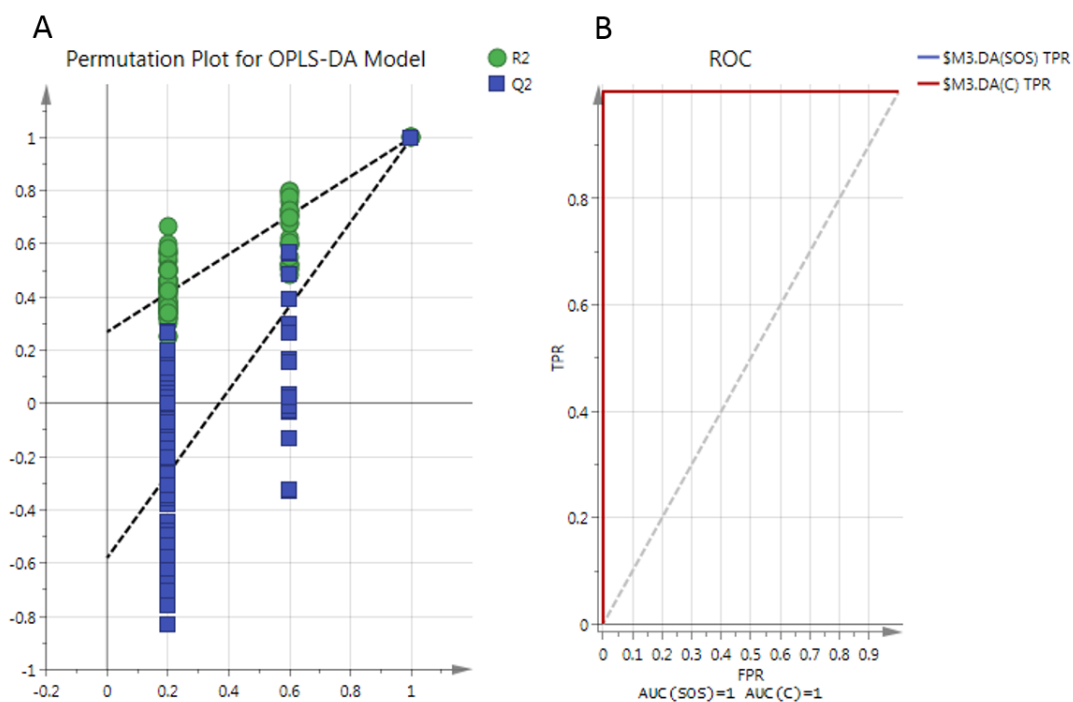 A
Permutation Plot for OPLS-DA Model
R2
Q2
1
0.8
0.6
0.4
0.2
0
-0.2
-0.4
-0.6
-0.8
-1
-0.2 0 0.2 0.4 0.6 0.8 1
B
ROC
$M3.DA(SOS) TPR
$M3.DA(C) TPR
TPR
0.8
0.6
0.4
0.2
0
0 0.1 0.2 0.3 0.4 0.5 0.6 0.7 0.8 0.9
FPR
AUC(SOS)=1 AUC(C)=1